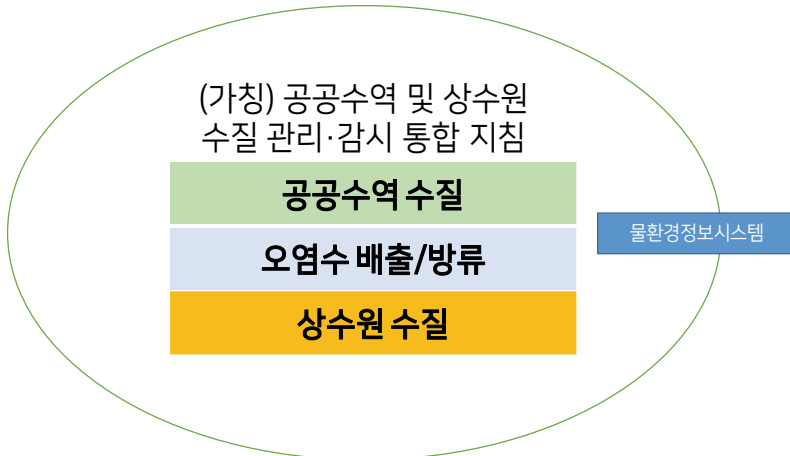 (가칭) 공공수역 및 상수원
수질 관리·감시 통합 지침
공공수역 수질
오염수 배출/방류
상수원 수질
물환경정보시스템